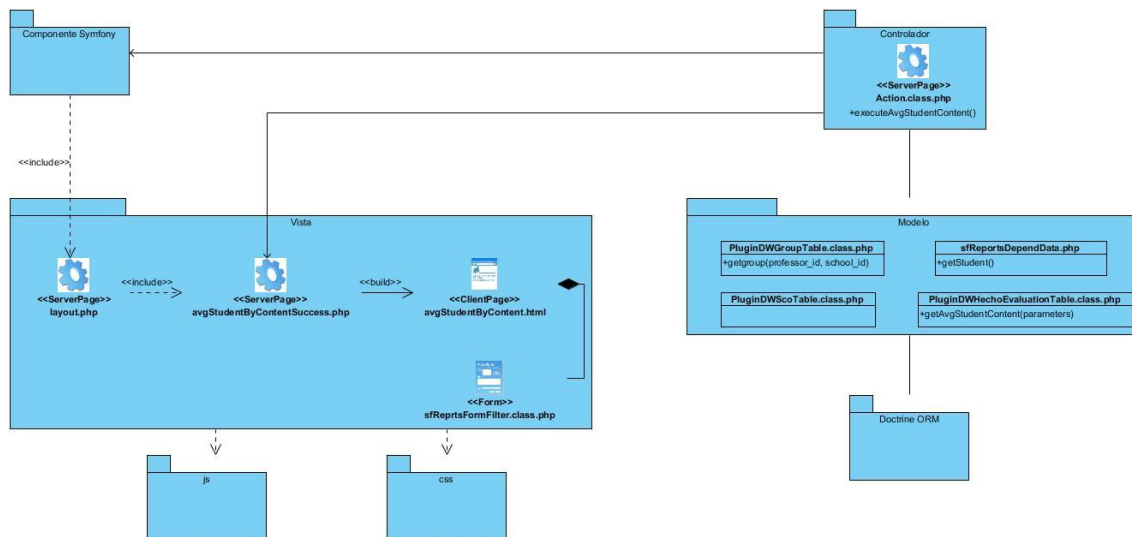 Componente Symfony
Controlador
<<ServerPage>>
Action.class.php
+executeAvgStudentContent()
<<include>>
Vista
<<ServerPage>>
layout.php
<<include>>
<<ServerPage>>
avgStudentByContentSuccess.php
<<build>>
<<ClientPage>>
avgStudentByContent.html
<<Form>>
sfReprtsFormFilter.class.php
Modelo
PluginDWGroupTable.class.php
+getgroup(professor_id, school_id)
sfReportsDependData.php
+getStudent()
PluginDWScoTable.class.php
PluginDWHechoEvaluationTable.class.php
+getAvgStudentContent(parameters)
Doctrine ORM
js
css